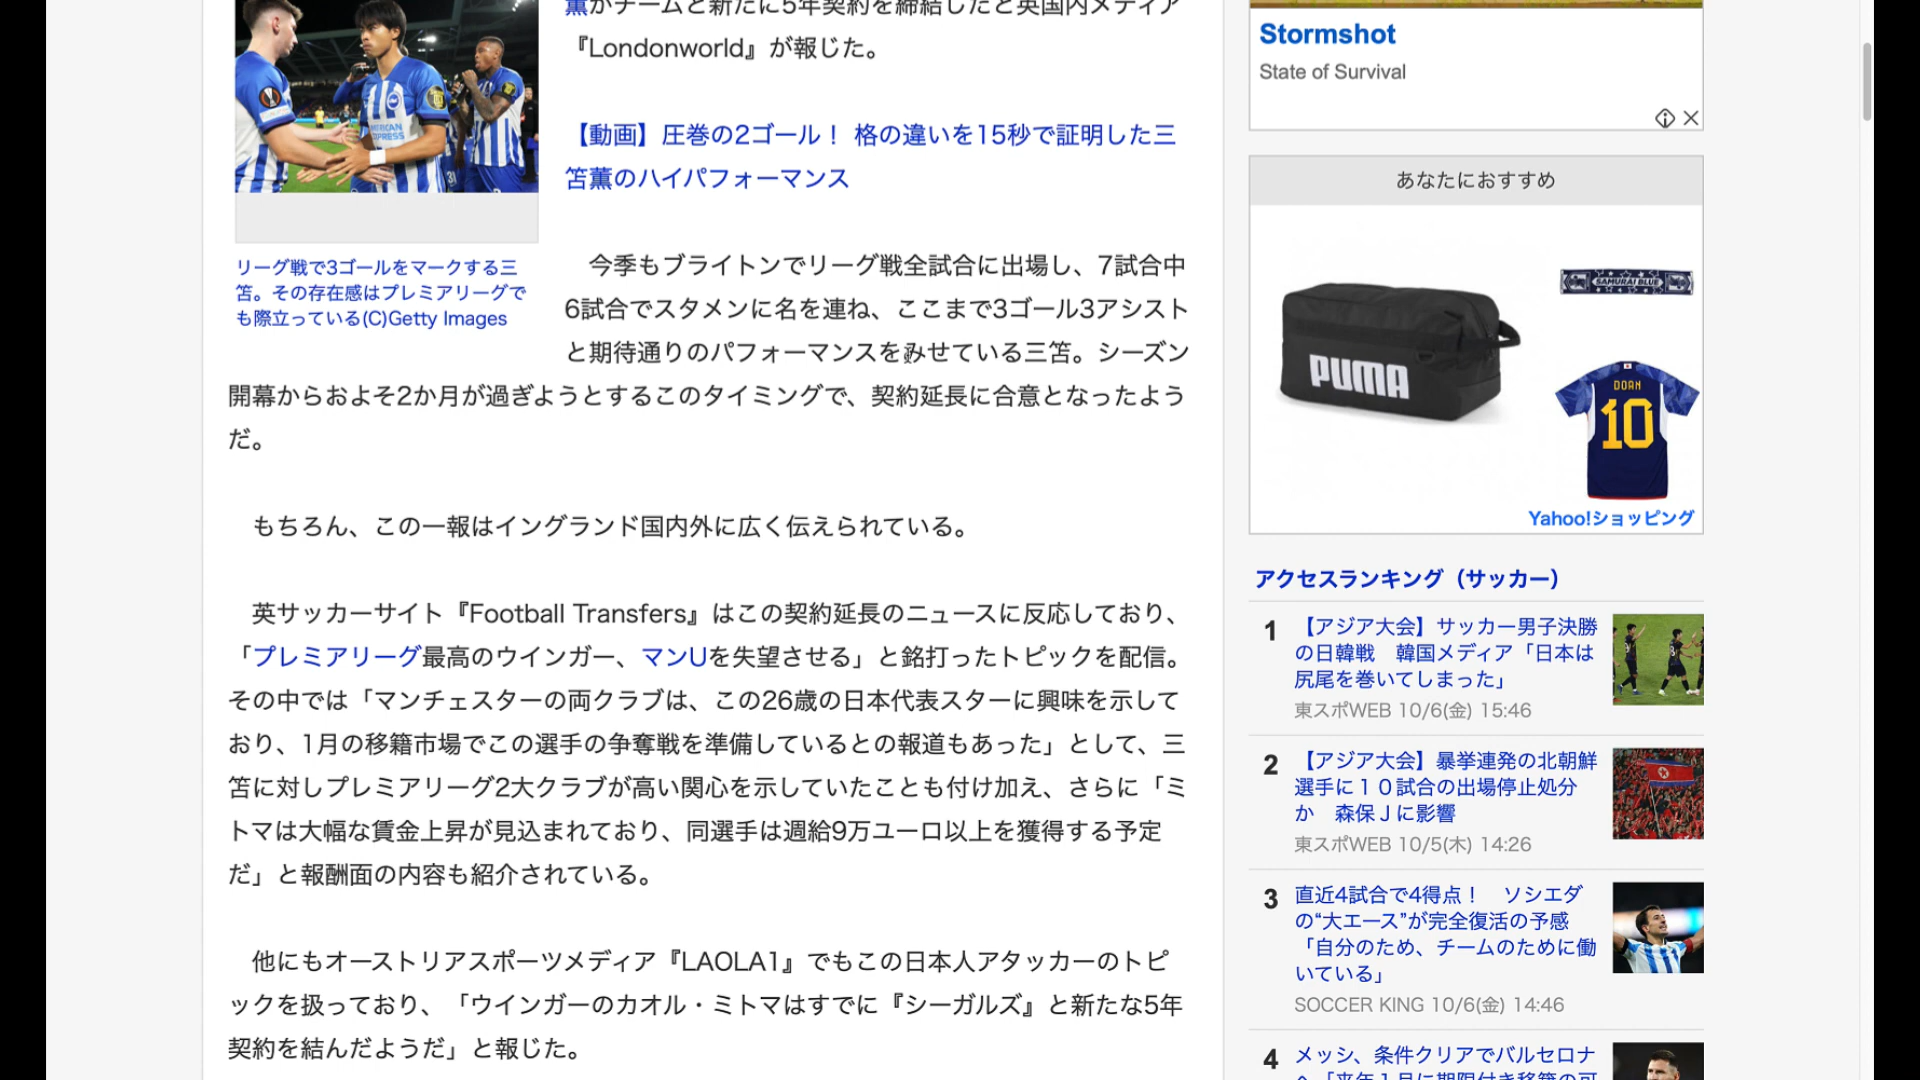 薫がチームと新たに5年契約を締結したと英国内メディア
『Londonworld』が報じた。
【動画】圧巻の2ゴール！ 格の違いを15秒で証明した三
笘薫のハイパフォーマンス
リーグ戦で3ゴールをマークする三
笘。その存在感はプレミアリーグで
も際立っている(C)Getty Images
今季もブライトンでリーグ戦全試合に出場し、7試合中
6試合でスタメンに名を連ね、ここまで3ゴール3アシスト
と期待通りのパフォーマンスをみせている三笘。シーズン
開幕からおよそ2か月が過ぎようとするこのタイミングで、契約延長に合意となったよう
だ。
もちろん、この一報はイングランド国内外に広く伝えられている。
英サッカーサイト『Football Transfers』はこの契約延長のニュースに反応しており、
「プレミアリーグ最高のウインガー、マンUを失望させる」と銘打ったトピックを配信。
その中では「マンチェスターの両クラブは、この26歳の日本代表スターに興味を示して
おり、1月の移籍市場でこの選手の争奪戦を準備しているとの報道もあった」として、三
笘に対しプレミアリーグ2大クラブが高い関心を示していたことも付け加え、さらに「ミ
トマは大幅な賃金上昇が見込まれており、同選手は週給9万ユーロ以上を獲得する予定
だ」と報酬面の内容も紹介されている。
他にもオーストリアスポーツメディア『LAOLA1』でもこの日本人アタッカーのトピ
ックを扱っており、「ウインガーのカオル・ミトマはすでに『シーガルズ』と新たな5年
契約を結んだようだ」と報じた。
Stormshot
State of Survival
あなたにおすすめ
SAMURAI BLUE
PUMA
DOAN
10
Yahoo!ショッピング
アクセスランキング（サッカー）
1
【アジア大会】サッカー男子決勝
の日韓戦 韓国メディア「日本は
尻尾を巻いてしまった」
東スポWEB 10/6(金) 15:46
2
【アジア大会】暴挙連発の北朝鮮
選手に１０試合の出場停止処分
か 森保Ｊに影響
東スポWEB 10/5(木) 14:26
3
直近4試合で4得点！ ソシエダ
の“大エース”が完全復活の予感
「自分のため、チームのために働
いている」
SOCCER KING 10/6(金) 14:46
4
メッシ、条件クリアでバルセロナ
へ「来年１月に期限付き移籍の可